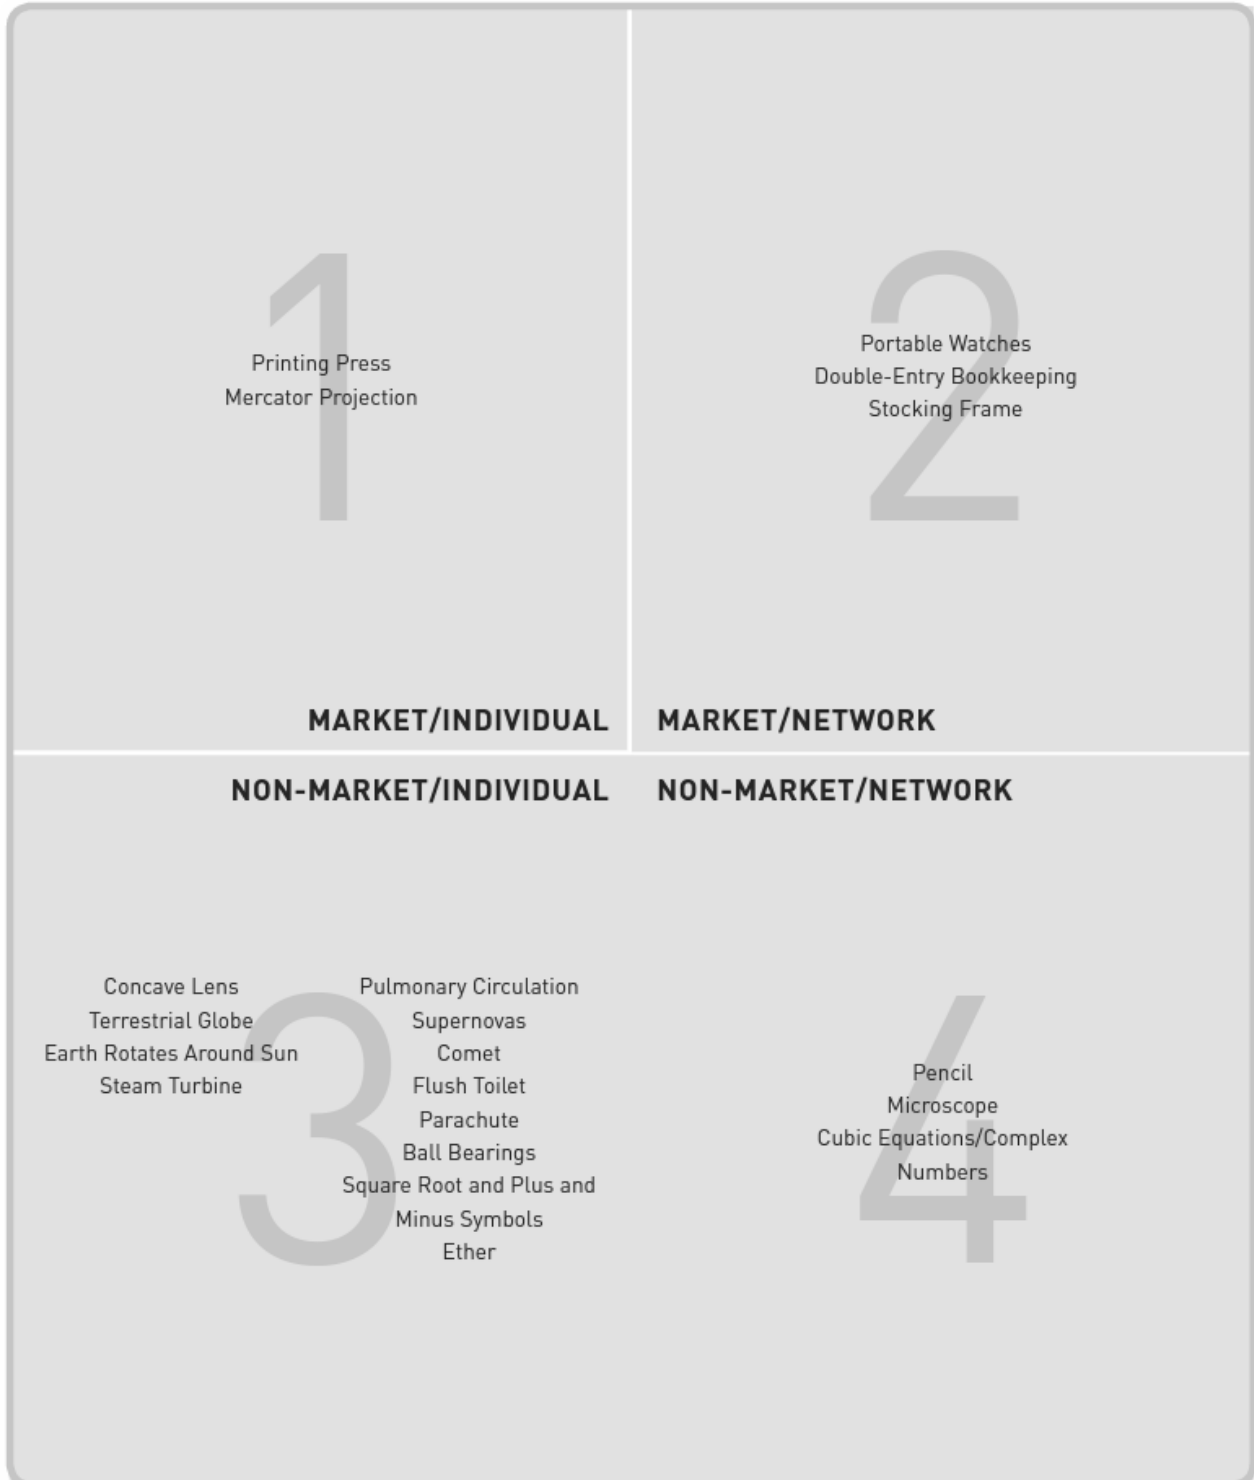 1
Printing Press
Mercator Projection
MARKET/INDIVIDUAL
2
Portable Watches
Double-Entry Bookkeeping
Stocking Frame
MARKET/NETWORK
NON-MARKET/INDIVIDUAL
3
Concave Lens
Terrestrial Globe
Earth Rotates Around Sun
Steam Turbine
Pulmonary Circulation
Supernovas
Comet
Flush Toilet
Parachute
Ball Bearings
Square Root and Plus and
Minus Symbols
Ether
NON-MARKET/NETWORK
4
Pencil
Microscope
Cubic Equations/Complex
Numbers